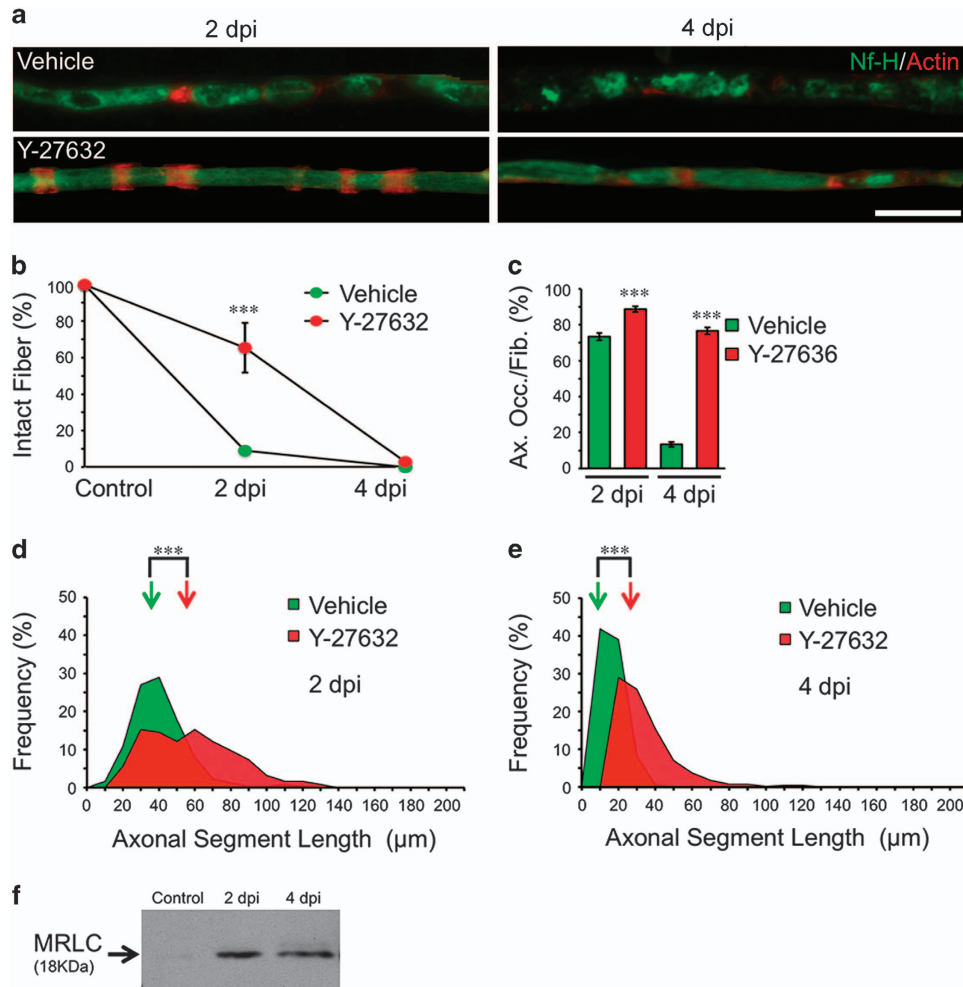 a
2 dpi
4 dpi
Vehicle
Nf-H/Actin
Y-27632
b
Intact Fiber (%)
100
80
60
40
20
10
0
Control
2 dpi
4 dpi
***
Vehicle
Y-27632
c
Ax. Occ./Fib. (%)
100
80
60
40
20
10
0
***
***
2 dpi
4 dpi
Vehicle
Y-27636
d
***
Frequency (%)
50
40
30
20
10
0
Vehicle
Y-27632
2 dpi
0 20 40 60 80 100 120 140 160 180 200
Axonal Segment Length (µm)
e
***
Frequency (%)
50
40
30
20
10
0
Vehicle
Y-27632
4 dpi
0 20 40 60 80 100 120 140 160 180 200
Axonal Segment Length (µm)
f
Control 2 dpi 4 dpi
MRLC
(18KDa)